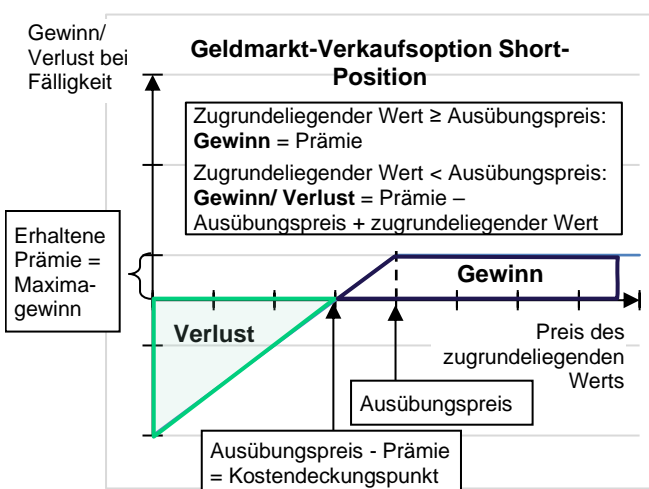 Gewinn/
Verlust bei
Fälligkeit
Geldmarkt-Verkaufsoption Short-
Position
Zugrundeliegender Wert ≥ Ausübungspreis:
Gewinn = Prämie
Zugrundeliegender Wert < Ausübungspreis:
Gewinn/ Verlust = Prämie –
Ausübungspreis + zugrundeliegender Wert
Erhaltene
Prämie =
Maxima-
gewinn
Gewinn
Verlust
Preis des
zugrundeliegenden
Werts
Ausübungspreis
Ausübungspreis - Prämie
= Kostendeckungspunkt